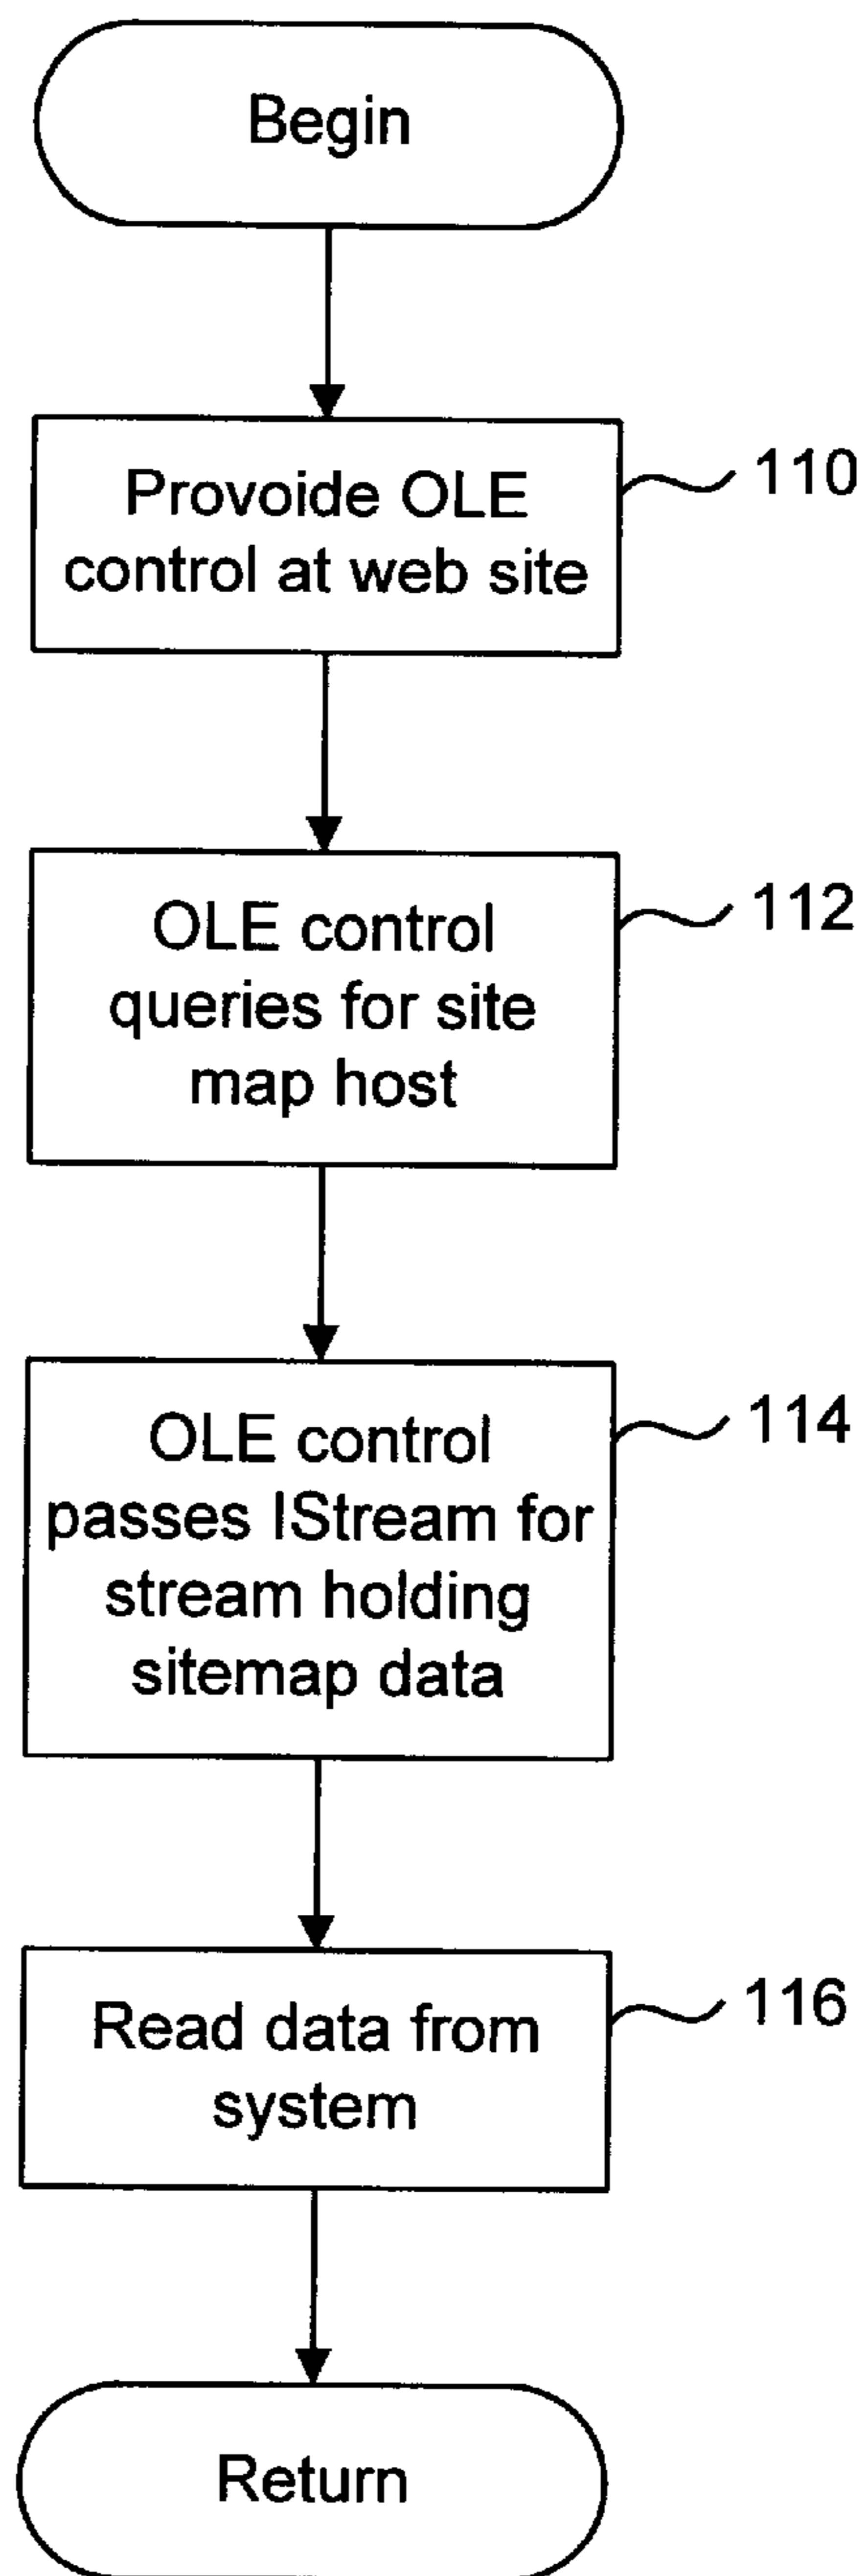 Begin
Provoide OLE
control at web site
110
OLE control
queries for site
map host
112
OLE control
passes IStream for
stream holding
sitemap data
114
Read data from
system
116
Return